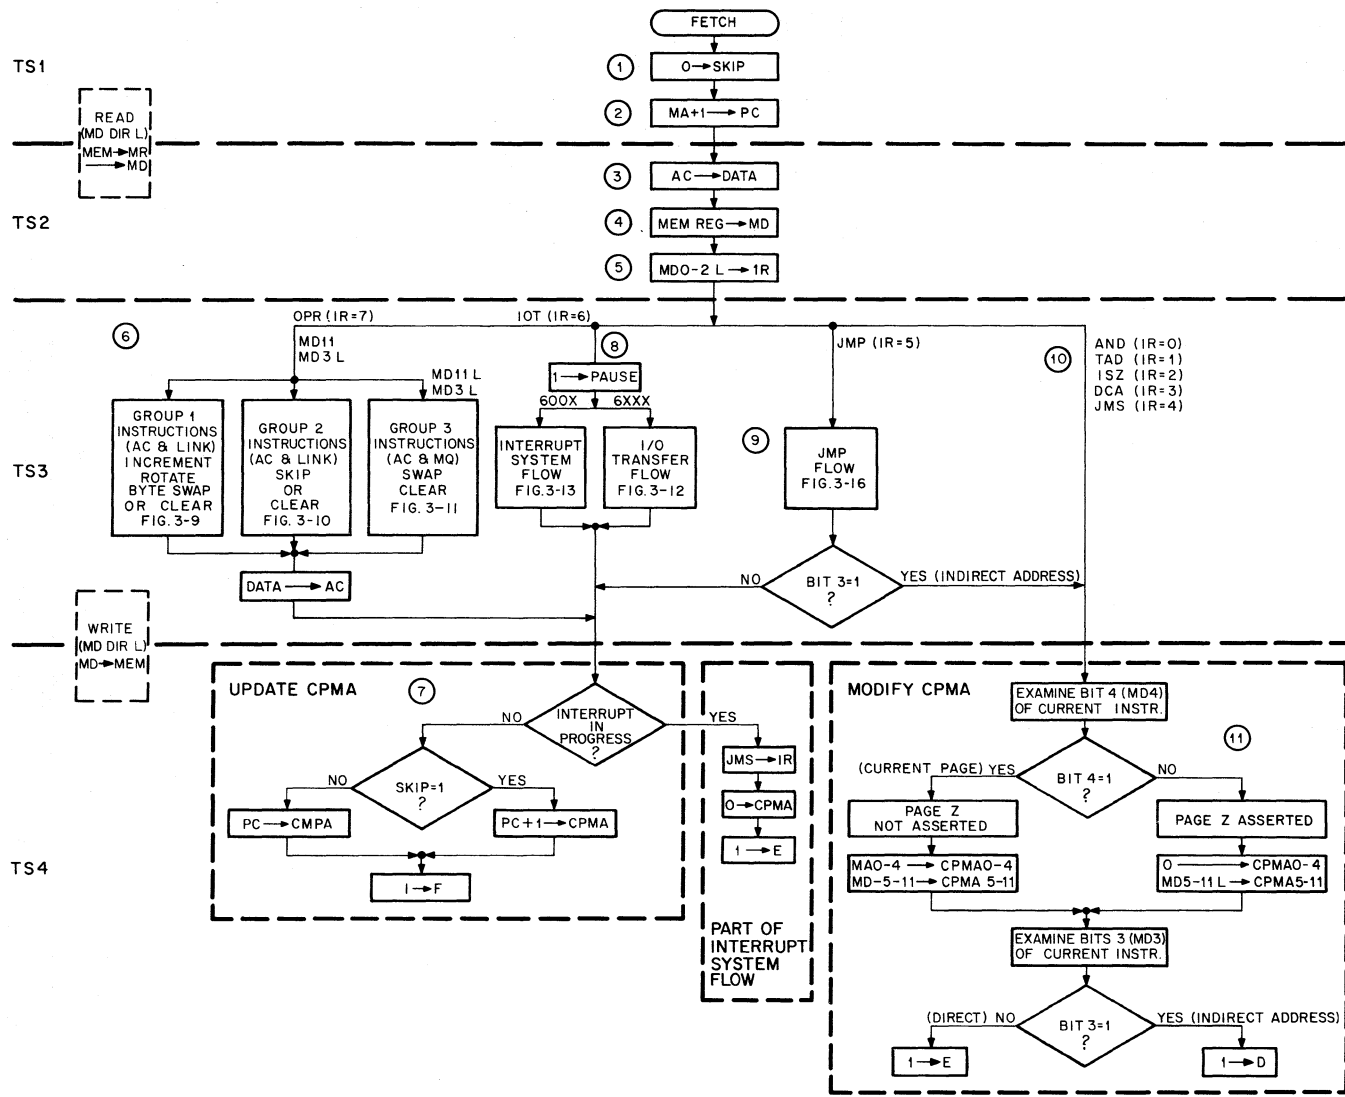 FETCH
TS1
1
0→SKIP
READ
(MD DIR L)
MEM→MR
→MD
2
MA+1→PC
3
AC→DATA
TS2
4
MEM REG→MD
5
MD0-2 L→1R
6
OPR (IR=7)
IOT (IR=6)
JMP (IR=5)
MD11
MD3 L
8
10
AND (IR=0)
TAD (IR=1)
ISZ (IR=2)
DCA (IR=3)
JMS (IR=4)
MD11 L
MD3 L
1→PAUSE
600X
6XXX
TS3
GROUP 1
INSTRUCTIONS
(AC & LINK)
INCREMENT
ROTATE
BYTE SWAP
OR CLEAR
FIG. 3-9
GROUP 2
INSTRUCTIONS
(AC & LINK)
SKIP
OR
CLEAR
FIG. 3-10
GROUP 3
INSTRUCTIONS
(AC & MQ)
SWAP
CLEAR
FIG. 3-11
INTERRUPT
SYSTEM
FLOW
FIG.3-13
I/O
TRANSFER
FLOW
FIG. 3-12
9
JMP
FLOW
FIG. 3-16
DATA→AC
NO
BIT 3=1
?
YES (INDIRECT ADDRESS)
WRITE
(MD DIR L)
MD→MEM
TS4
UPDATE CPMA
7
INTERRUPT
IN
PROGRESS
?
NO
YES
SKIP=1
?
NO
YES
PC→CMPA
PC+1→CPMA
1→F
JMS→IR
0→CPMA
1→E
PART OF
INTERRUPT
SYSTEM
FLOW
MODIFY CPMA
EXAMINE BIT 4 (MD4)
OF CURRENT INSTR.
11
(CURRENT PAGE) YES
BIT 4=1
?
NO
PAGE Z
NOT ASSERTED
PAGE Z ASSERTED
MA0-4→CPMA0-4
MD-5-11→CPMA 5-11
0→CPMA0-4
MD5-11 L→CPMA5-11
EXAMINE BITS 3 (MD3)
OF CURRENT INSTR.
(DIRECT) NO
BIT 3=1
?
YES (INDIRECT ADDRESS)
1→E
1→D